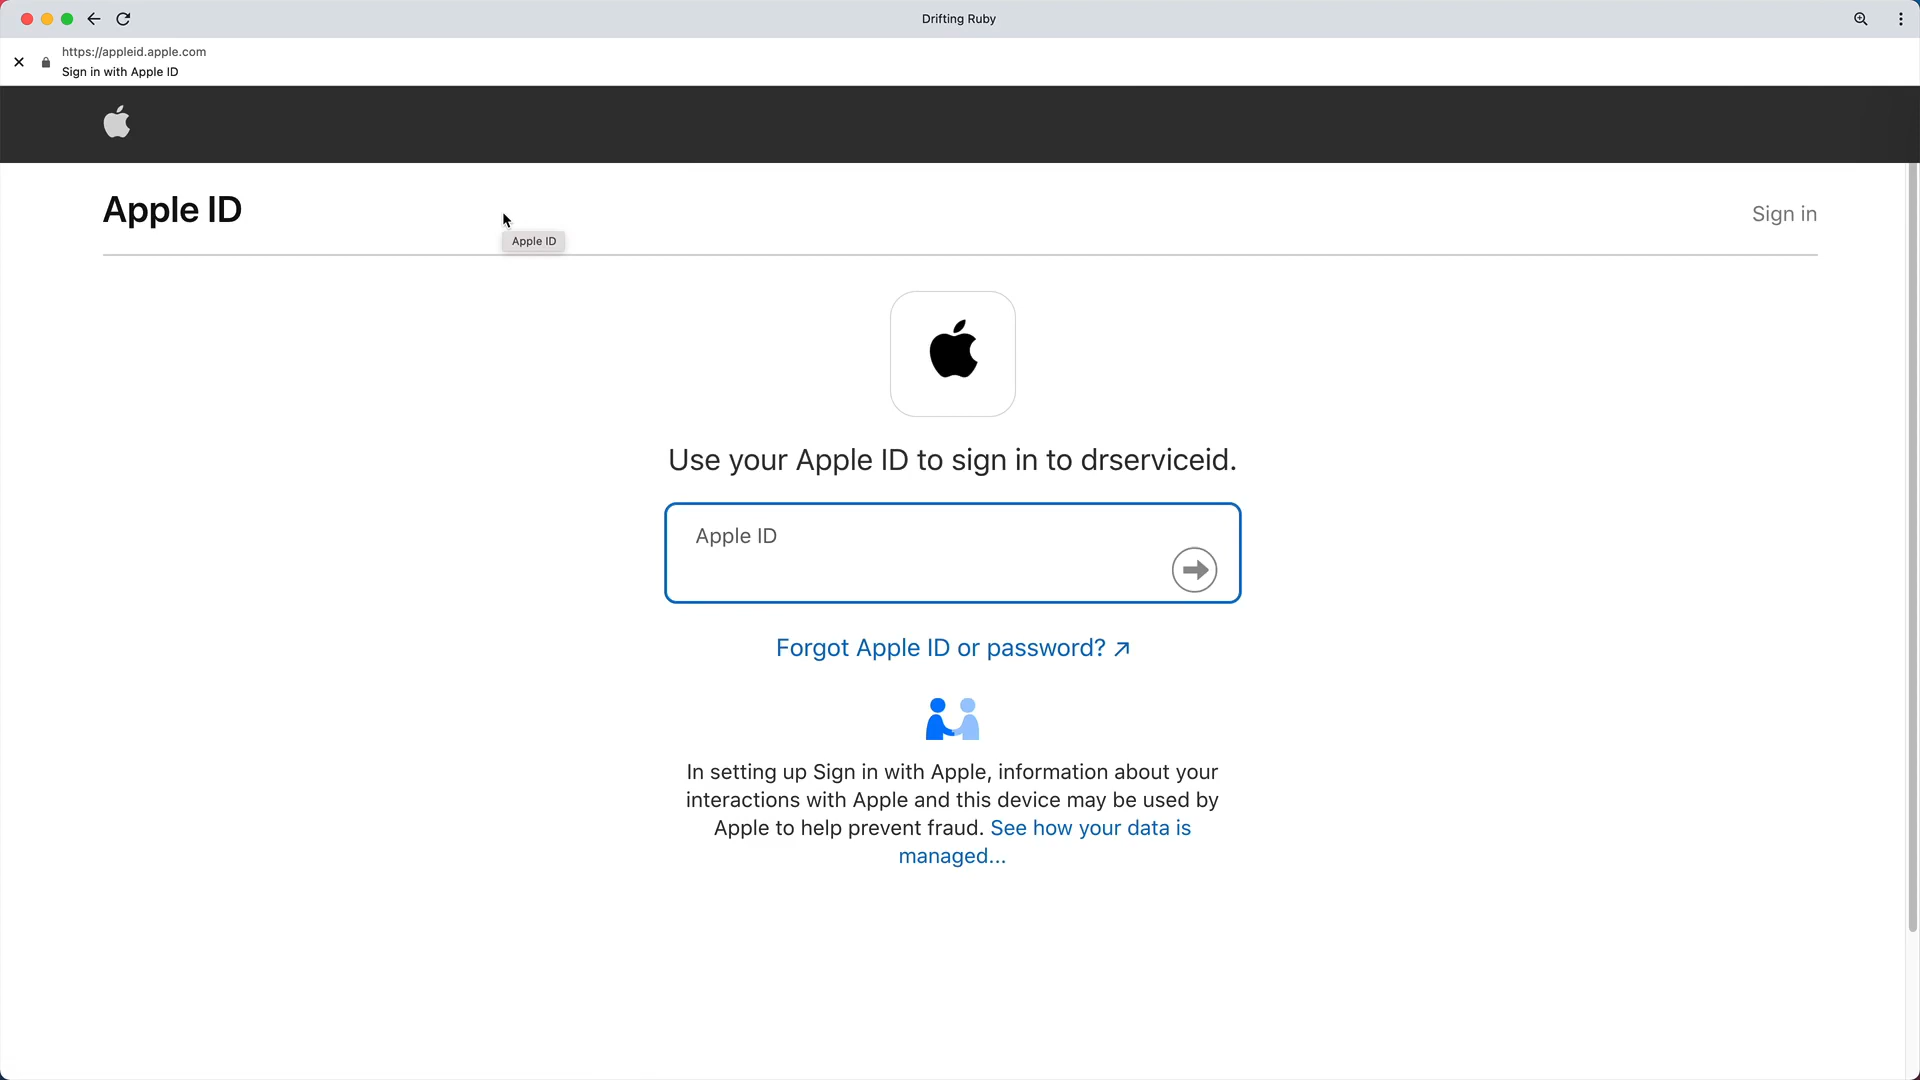 Drifting Ruby
https://appleid.apple.com
Sign in with Apple ID
Apple ID
Sign in
Apple ID
Use your Apple ID to sign in to drserviceid.
Apple ID
Forgot Apple ID or password? ↗
In setting up Sign in with Apple, information about your
interactions with Apple and this device may be used by
Apple to help prevent fraud. See how your data is
managed...